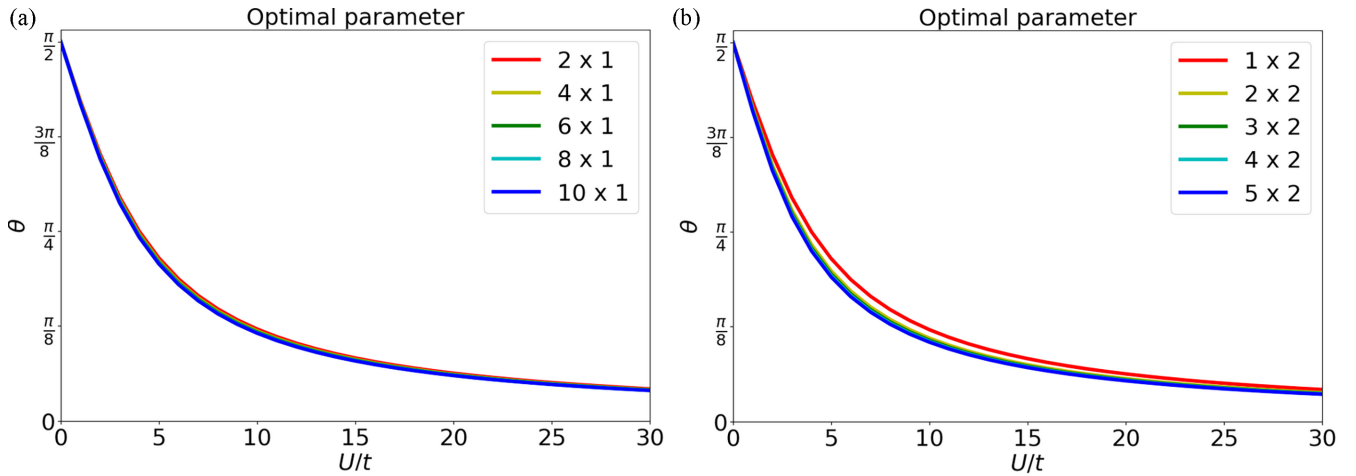 (a)
Optimal parameter
π/2
3π/8
π/4
π/8
0
θ
0 5 10 15 20 25 30
U/t
2 x 1
4 x 1
6 x 1
8 x 1
10 x 1
(b)
Optimal parameter
π/2
3π/8
π/4
π/8
0
θ
0 5 10 15 20 25 30
U/t
1 x 2
2 x 2
3 x 2
4 x 2
5 x 2